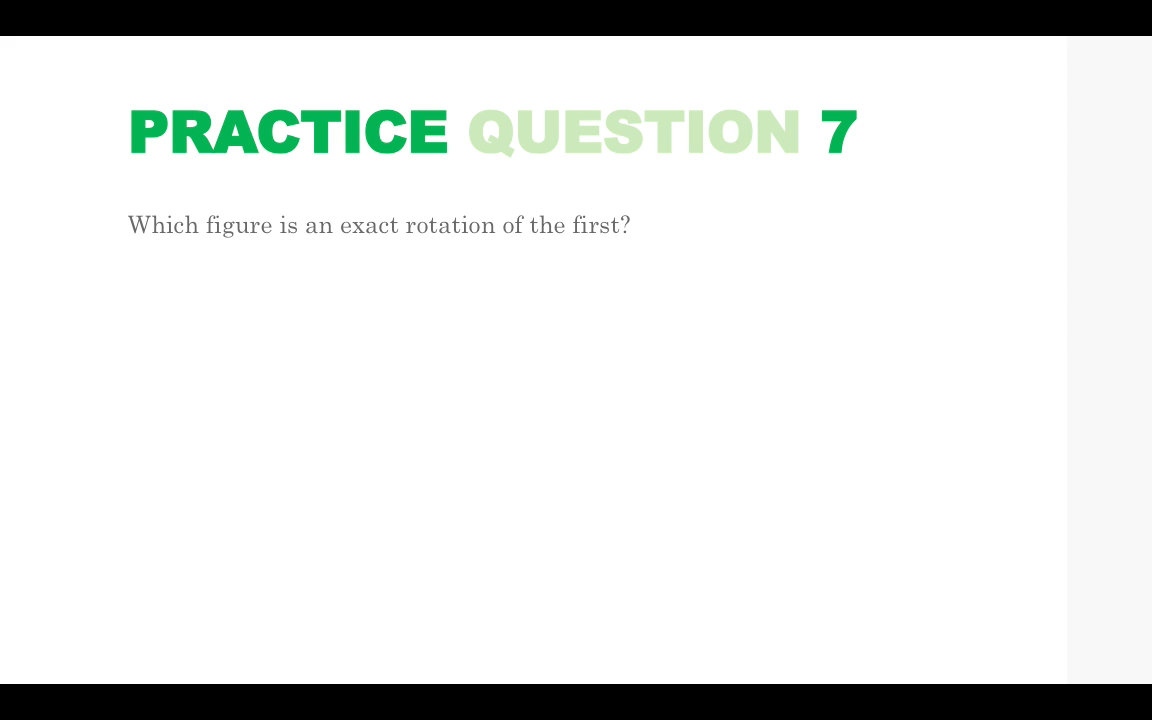 PRACTICE QUESTION 7
Which figure is an exact rotation of the first?